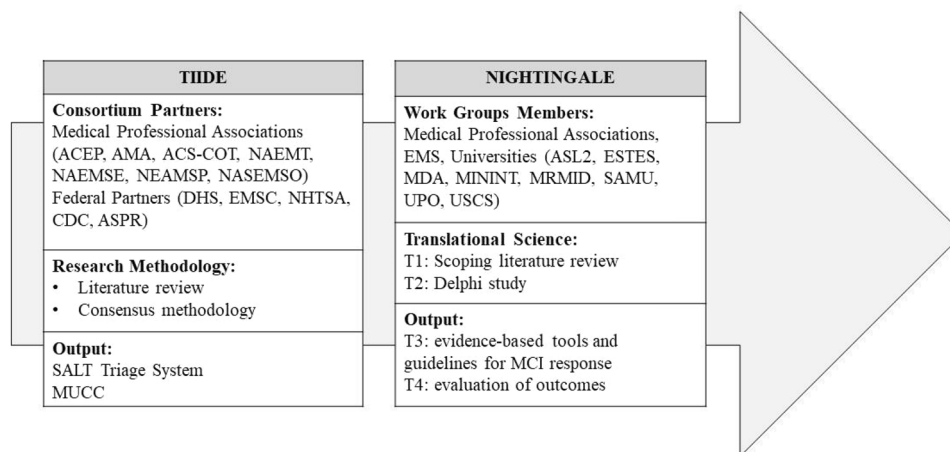 TIIDE
Consortium Partners:
Medical Professional Associations
(ACEP, AMA, ACS-COT, NAEMT,
NAEMSE, NEAMSP, NASEMSO)
Federal Partners (DHS, EMSC, NHTSA,
CDC, ASPR)
Research Methodology:
• Literature review
• Consensus methodology
Output:
SALT Triage System
MUCC
NIGHTINGALE
Work Groups Members:
Medical Professional Associations,
EMS, Universities (ASL2, ESTES,
MDA, MININT, MRMID, SAMU,
UPO, USCS)
Translational Science:
T1: Scoping literature review
T2: Delphi study
Output:
T3: evidence-based tools and
guidelines for MCI response
T4: evaluation of outcomes